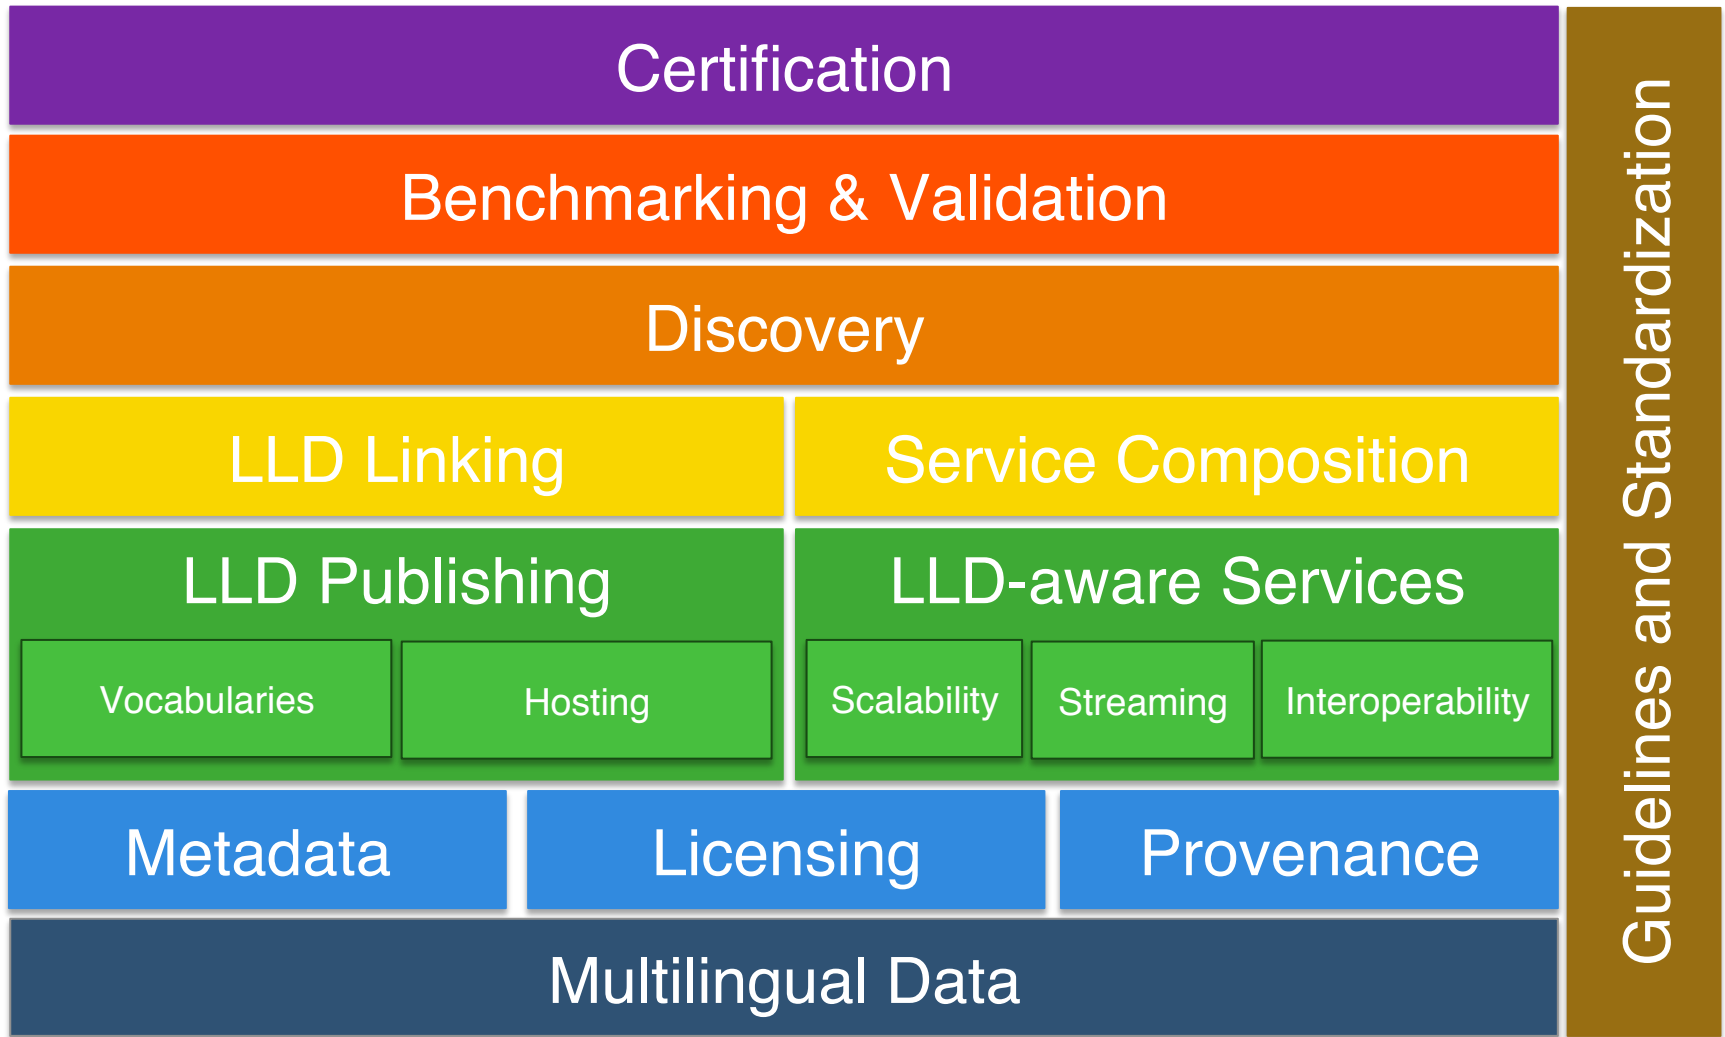 Certification
Benchmarking & Validation
Discovery
LLD Linking
Service Composition
LLD Publishing
Vocabularies
Hosting
LLD-aware Services
Scalability
Streaming
Interoperability
Metadata
Licensing
Provenance
Multilingual Data
Guidelines and Standardization